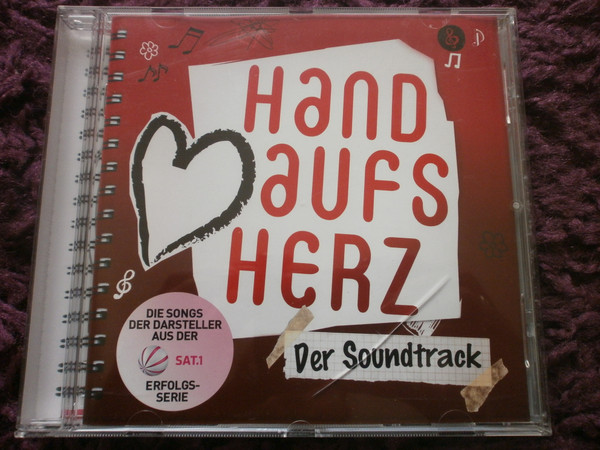 HAND
AUFS
HERZ
Der Soundtrack
DIE SONGS
DER DARSTELLER
AUS DER
SAT.1
ERFOLGS-
SERIE